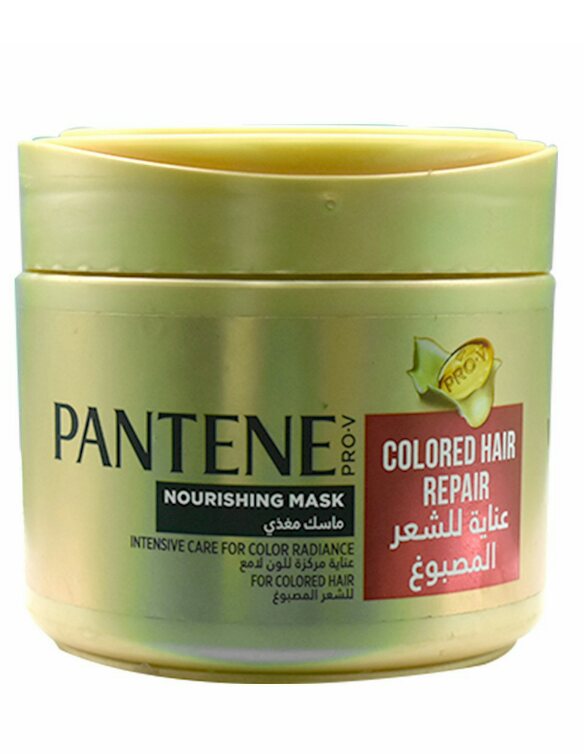 PRO-V
PANTENE
PRO-V
NOURISHING MASK
ماسك مغذي
INTENSIVE CARE FOR COLOR RADIANCE
عناية مركزة للون لامع
FOR COLORED HAIR
للشعر المصبوغ
COLORED HAIR
REPAIR
عناية للشعر
المصبوغ